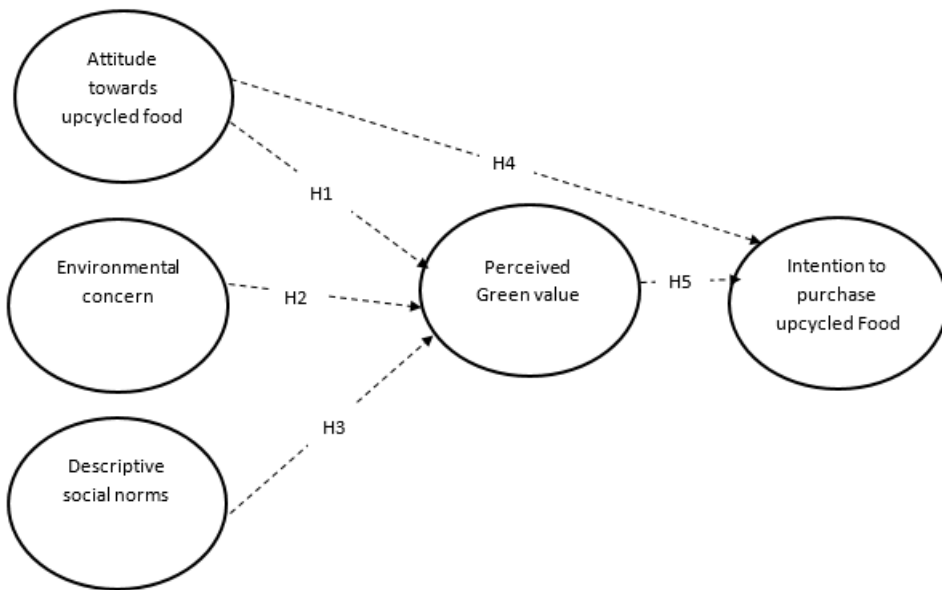 Attitude
towards
upcycled food
H4
H1
Environmental
concern
H2
Perceived
Green value
H5
Intention to
purchase
upcycled Food
H3
Descriptive
social norms